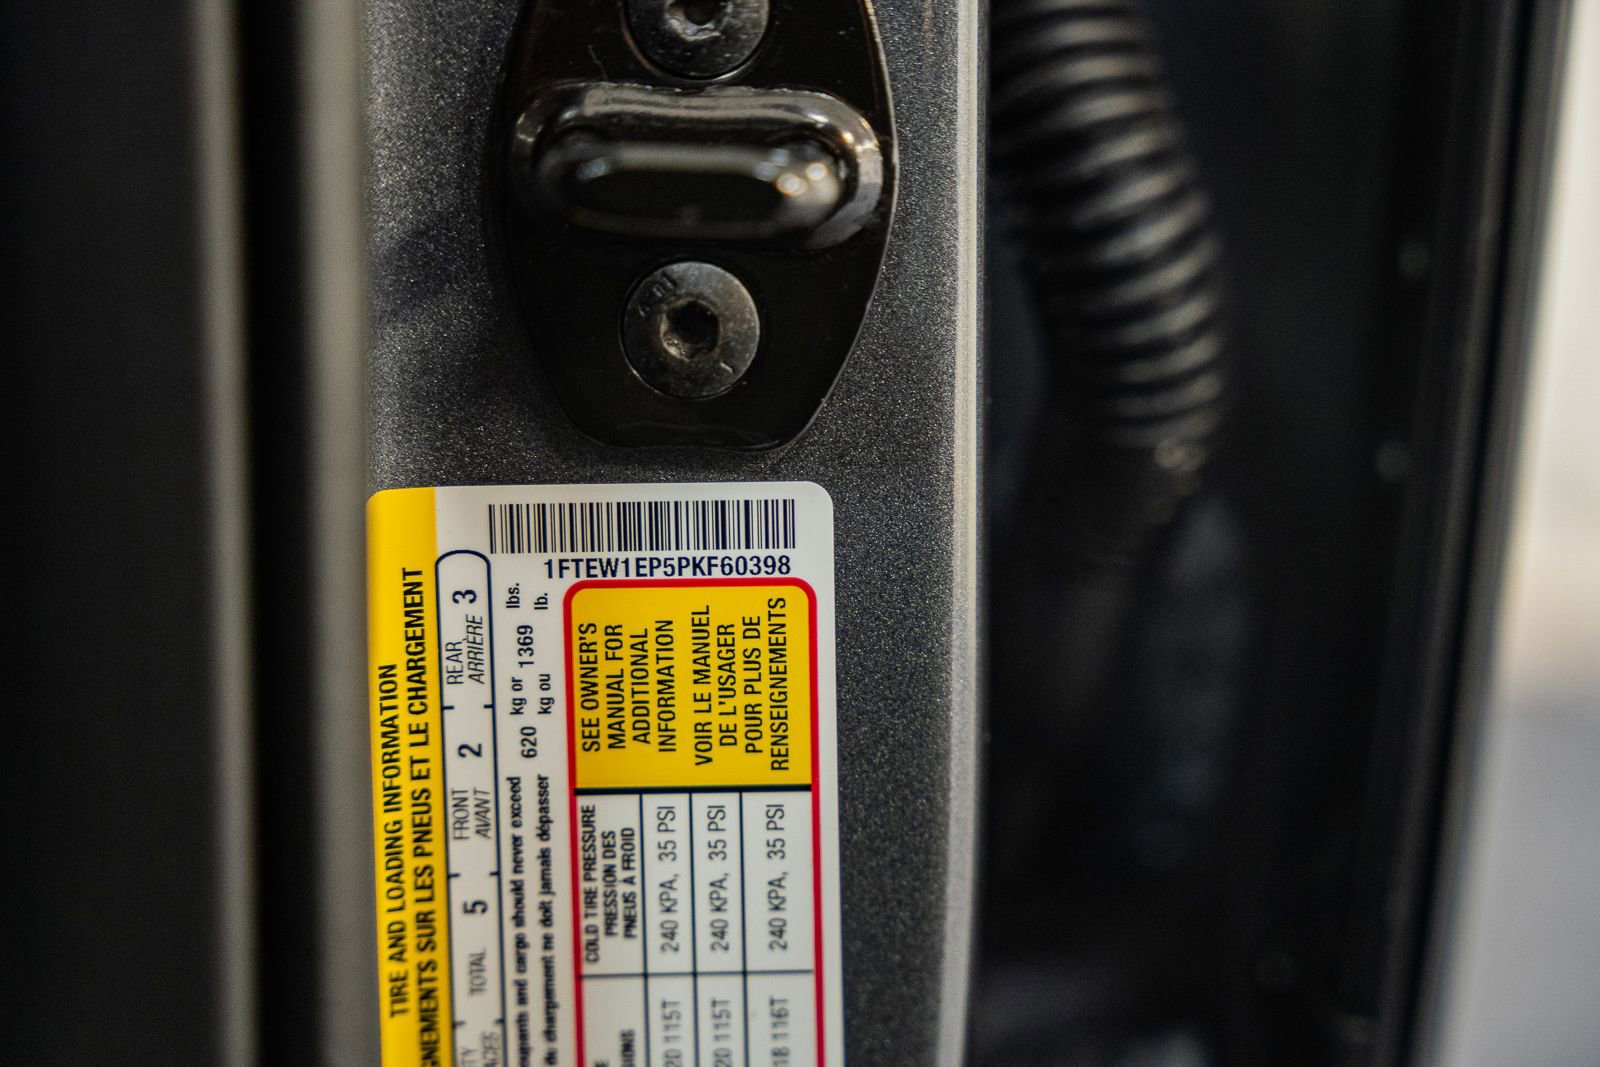 1FTEW1EP5PKF60398
TIRE AND LOADING INFORMATION
GNEMENTS SUR LES PNEUS ET LE CHARGEMENT
TOTAL 5
FRONT AVANT 2
REAR ARRIÈRE 3
cargo should never exceed 620 kg or 1369 lbs.
du chargement ne doit jamais dépasser kg ou lb.
SEE OWNER'S
MANUAL FOR
ADDITIONAL
INFORMATION
VOIR LE MANUEL
DE L'USAGER
POUR PLUS DE
RENSEIGNEMENTS
COLD TIRE PRESSURE
PRESSION DES
PNEUS À FROID
20 115T 240 KPA, 35 PSI
20 115T 240 KPA, 35 PSI
18 116T 240 KPA, 35 PSI